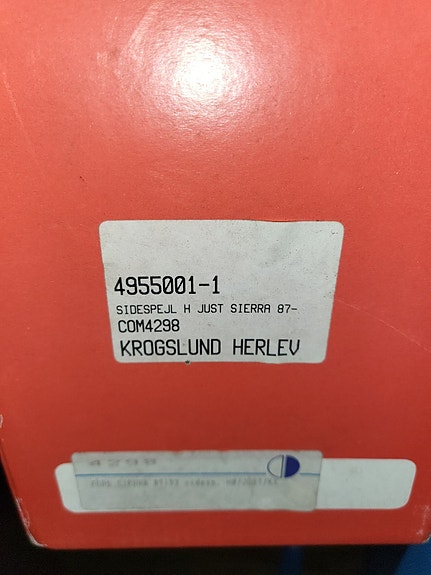 4955001-1
SIDESPEJL H JUST SIERRA 87-
COM4298
KROGSLUND HERLEV